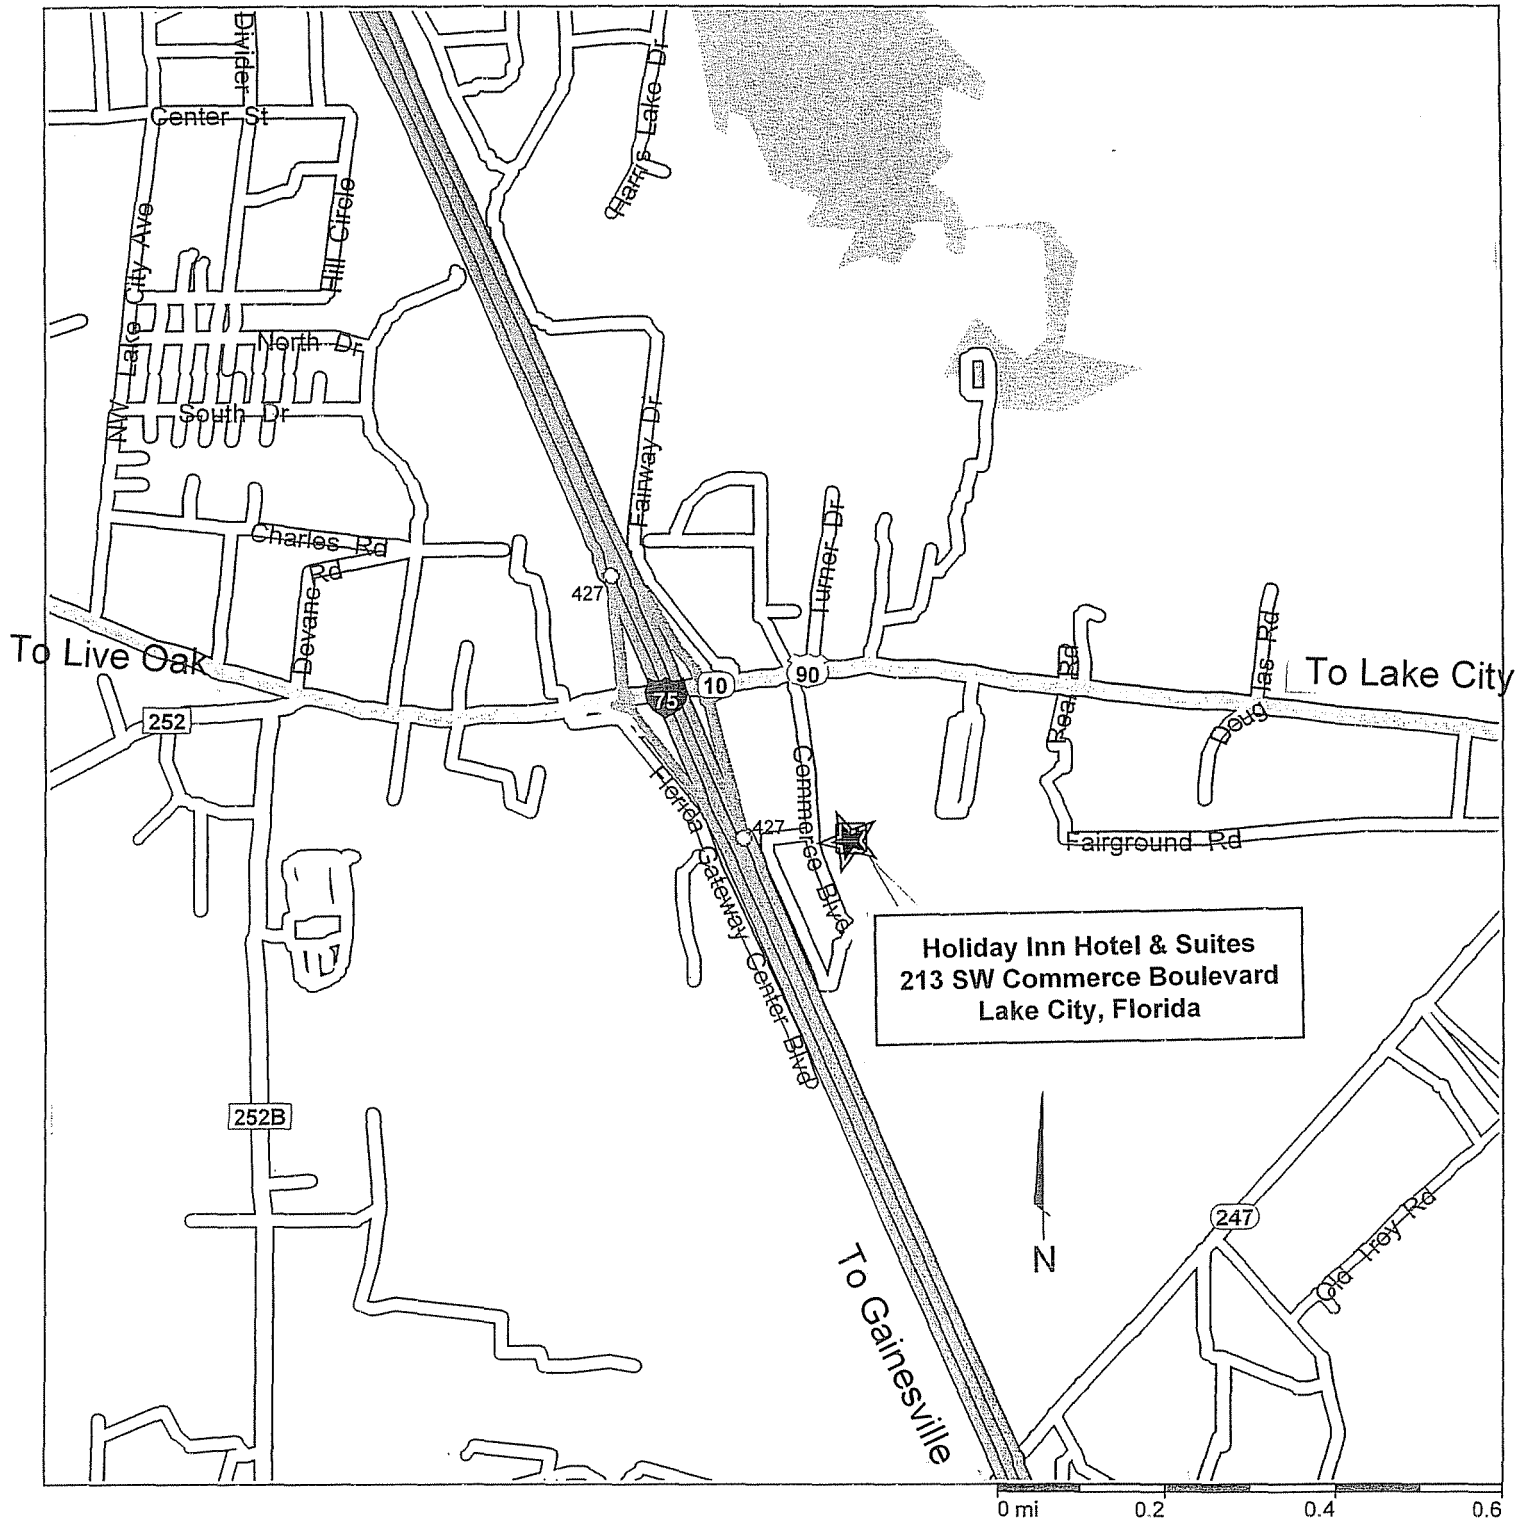 Divider
Center St
Harris Lake Dr
Hill Circle
NW Lake City Ave
North Dr
South Dr
Fairway Dr
Charles Rd
Devane Rd
427
Turner Dr
To Live Oak
252
75
10
90
Pearl Rd
Douglas Rd
To Lake City
Florida Gateway Center Blvd
427
Commerce Blvd
Fairground Rd
Holiday Inn Hotel & Suites
213 SW Commerce Boulevard
Lake City, Florida
252B
N
247
Old Troy Rd
To Gainesville
0 mi 0.2 0.4 0.6